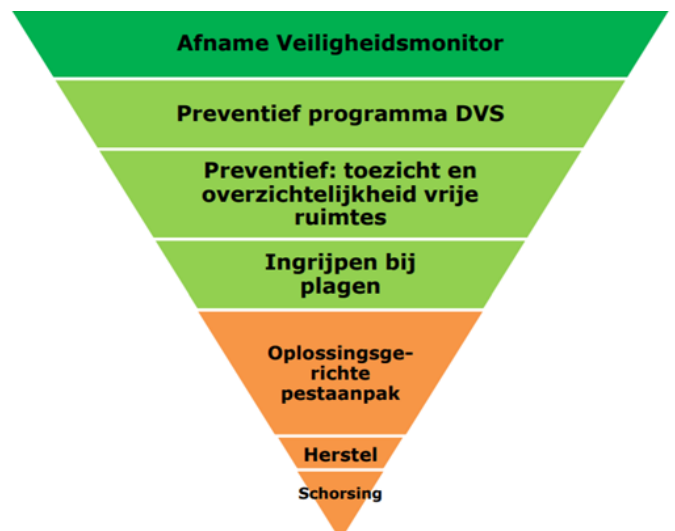 Afname Veiligheidsmonitor
Preventief programma DVS
Preventief: toezicht en
overzichtelijkheid vrije
ruimtes
Ingrijpen bij
plagen
Oplossingsge-
richte
pestaanpak
Herstel
Schorsing